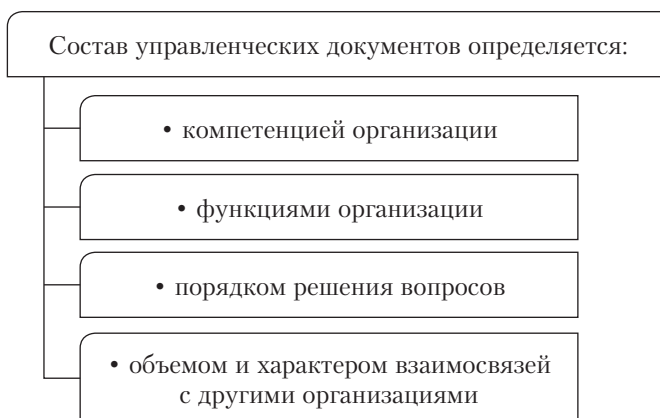 Состав управленческих документов определяется:
• компетенцией организации
• функциями организации
• порядком решения вопросов
• объемом и характером взаимосвязей
с другими организациями